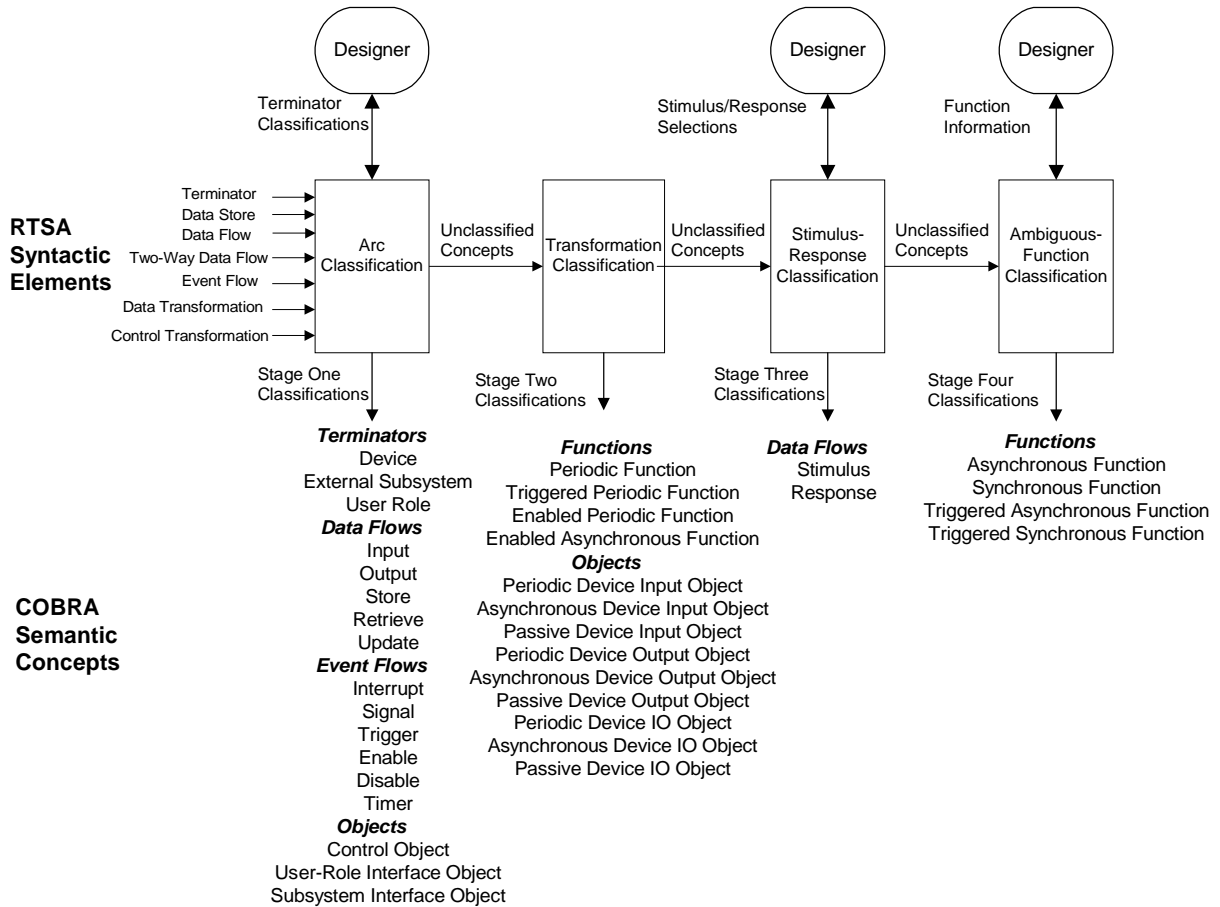 Designer
Designer
Designer
Terminator
Classifications
Stimulus/Response
Selections
Function
Information
RTSA
Syntactic
Elements
Terminator
Data Store
Data Flow
Two-Way Data Flow
Event Flow
Data Transformation
Control Transformation
Arc
Classification
Unclassified
Concepts
Transformation
Classification
Unclassified
Concepts
Stimulus-
Response
Classification
Unclassified
Concepts
Ambiguous-
Function
Classification
Stage One
Classifications
Stage Two
Classifications
Stage Three
Classifications
Stage Four
Classifications
COBRA
Semantic
Concepts
Terminators
Device
External Subsystem
User Role
Data Flows
Input
Output
Store
Retrieve
Update
Event Flows
Interrupt
Signal
Trigger
Enable
Disable
Timer
Objects
Control Object
User-Role Interface Object
Subsystem Interface Object
Functions
Periodic Function
Triggered Periodic Function
Enabled Periodic Function
Enabled Asynchronous Function
Objects
Periodic Device Input Object
Asynchronous Device Input Object
Passive Device Input Object
Periodic Device Output Object
Asynchronous Device Output Object
Passive Device Output Object
Periodic Device IO Object
Asynchronous Device IO Object
Passive Device IO Object
Data Flows
Stimulus
Response
Functions
Asynchronous Function
Synchronous Function
Triggered Asynchronous Function
Triggered Synchronous Function